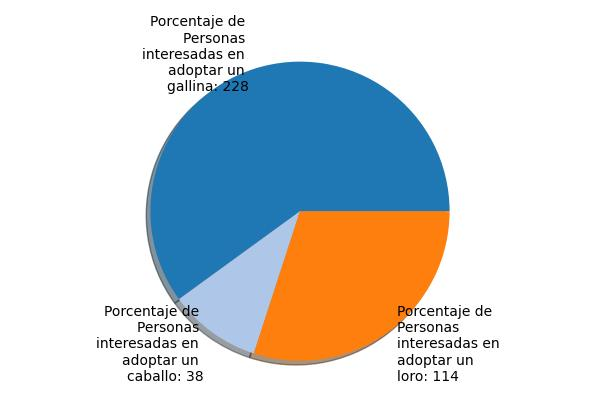 Porcentaje de
Personas
interesadas en
adoptar un
gallina: 228
Porcentaje de
Personas
interesadas en
adoptar un
caballo: 38
Porcentaje de
Personas
interesadas en
adoptar un
loro: 114